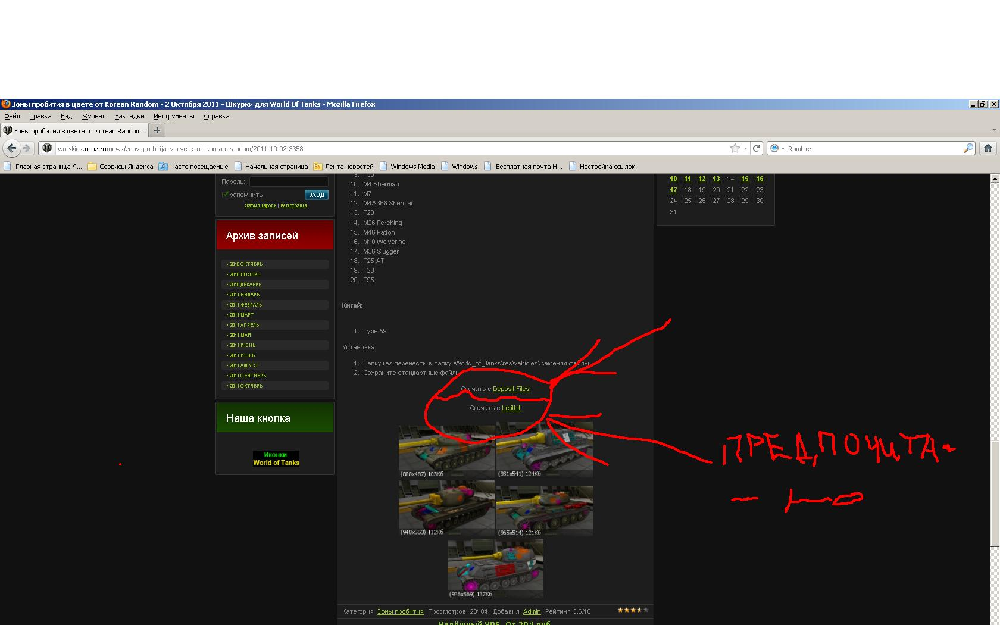 Зоны пробития в цвете от Korean Random - 2 Октября 2011 - Шкурки для World Of Tanks - Mozilla Firefox
Файл Правка Вид Журнал Закладки Инструменты Справка
Зоны пробития в цвете от Korean Random...
wotskins.ucoz.ru/news/zony_probitija_v_cvete_ot_korean_random/2011-10-02-3358
Rambler
Главная страница Я... Сервисы Яндекса Часто посещаемые Начальная страница Лента новостей Windows Media Windows Бесплатная почта H... Настройка ссылок
Пароль:
запомнить ВХОД
Забыл пароль | Регистрация
Архив записей
• 2010 ОКТЯБРЬ
• 2010 НОЯБРЬ
• 2010 ДЕКАБРЬ
• 2011 ЯНВАРЬ
• 2011 ФЕВРАЛЬ
• 2011 МАРТ
• 2011 АПРЕЛЬ
• 2011 МАЙ
• 2011 ИЮНЬ
• 2011 ИЮЛЬ
• 2011 АВГУСТ
• 2011 СЕНТЯБРЬ
• 2011 ОКТЯБРЬ
Наша кнопка
Иконки
World of Tanks
9. T30
10. M4 Sherman
11. M7
12. M4A3E8 Sherman
13. T20
14. M26 Pershing
15. M46 Patton
16. M10 Wolverine
17. M36 Slugger
18. T25 AT
19. T28
20. T95
Китай:
1. Type 59
Установка:
1. Папку res перенести в папку \World_of_Tanks\res\vehicles\ заменяя файлы
2. Сохраните стандартные файлы
Скачать с Deposit Files
Скачать с Letitbit
(888x487) 103Кб (931x541) 124Кб
(948x553) 112Кб (965x514) 121Кб
(926x569) 137Кб
Категория: Зоны пробития | Просмотров: 28184 | Добавил: Admin | Рейтинг: 3.6/16
Надёжный VPS. От 204 руб
10 11 12 13 14 15 16
17 18 19 20 21 22 23
24 25 26 27 28 29 30
31
ПРЕДПОЧИТА-
- Ю